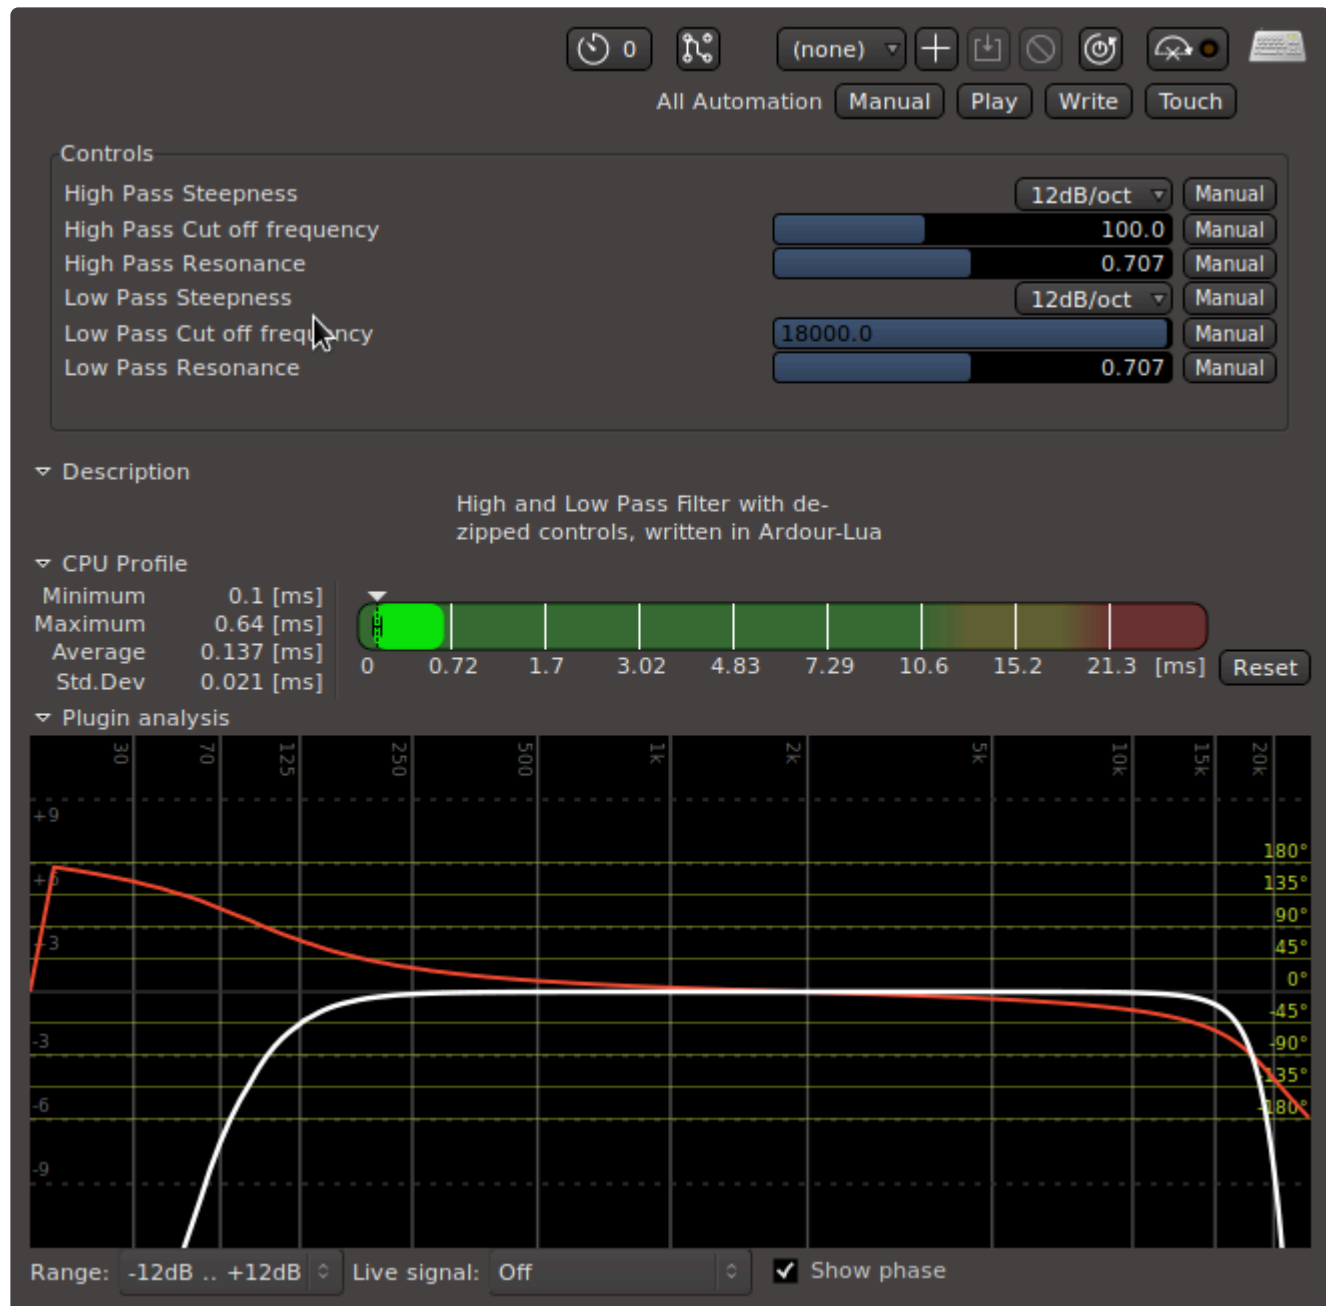 0 (none)
All Automation Manual Play Write Touch
Controls
High Pass Steepness 12dB/oct Manual
High Pass Cut off frequency 100.0 Manual
High Pass Resonance 0.707 Manual
Low Pass Steepness 12dB/oct Manual
Low Pass Cut off frequency 18000.0 Manual
Low Pass Resonance 0.707 Manual
Description
High and Low Pass Filter with de-
zipped controls, written in Ardour-Lua
CPU Profile
Minimum 0.1 [ms]
Maximum 0.64 [ms]
Average 0.137 [ms]
Std.Dev 0.021 [ms]
0 0.72 1.7 3.02 4.83 7.29 10.6 15.2 21.3 [ms] Reset
Plugin analysis
30 70 125 250 500 1k 2k 5k 10k 15k 20k
+9
180°
+6 135°
90°
+3 45°
0°
-45°
-3 -90°
-135°
-6 -180°
-9
Range: -12dB .. +12dB Live signal: Off Show phase